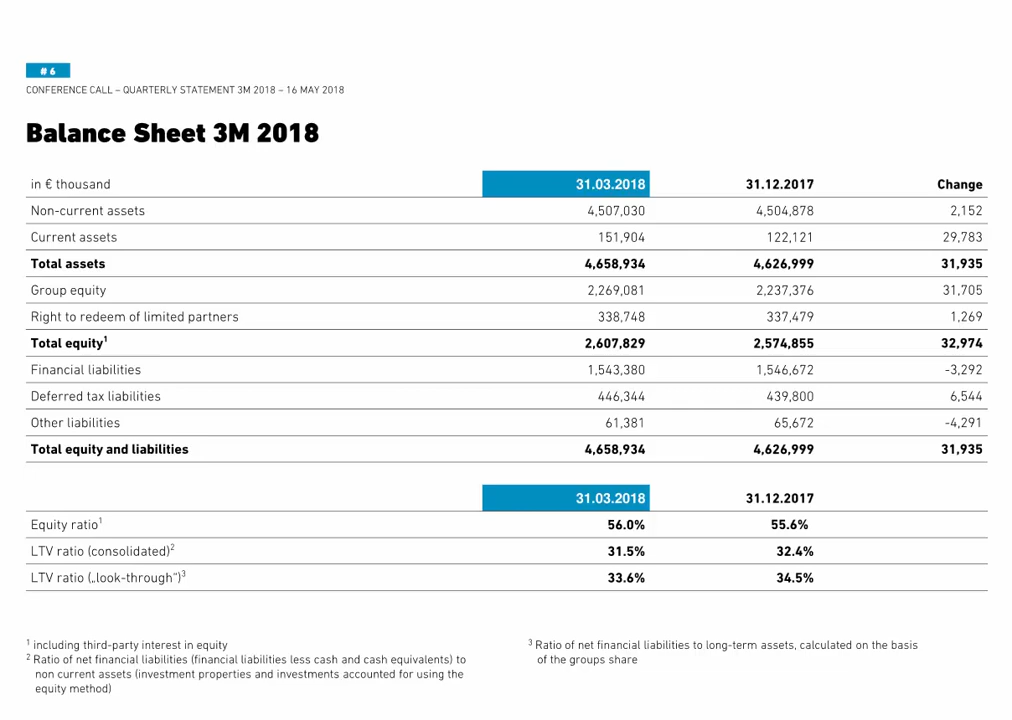 # 6
CONFERENCE CALL – QUARTERLY STATEMENT 3M 2018 – 16 MAY 2018
Balance Sheet 3M 2018
in € thousand 31.03.2018 31.12.2017 Change
Non-current assets 4,507,030 4,504,878 2,152
Current assets 151,904 122,121 29,783
Total assets 4,658,934 4,626,999 31,935
Group equity 2,269,081 2,237,376 31,705
Right to redeem of limited partners 338,748 337,479 1,269
Total equity¹ 2,607,829 2,574,855 32,974
Financial liabilities 1,543,380 1,546,672 -3,292
Deferred tax liabilities 446,344 439,800 6,544
Other liabilities 61,381 65,672 -4,291
Total equity and liabilities 4,658,934 4,626,999 31,935
31.03.2018 31.12.2017
Equity ratio¹ 56.0% 55.6%
LTV ratio (consolidated)² 31.5% 32.4%
LTV ratio („look-through“)³ 33.6% 34.5%
¹ including third-party interest in equity
² Ratio of net financial liabilities (financial liabilities less cash and cash equivalents) to
non current assets (investment properties and investments accounted for using the
equity method)
³ Ratio of net financial liabilities to long-term assets, calculated on the basis
of the groups share